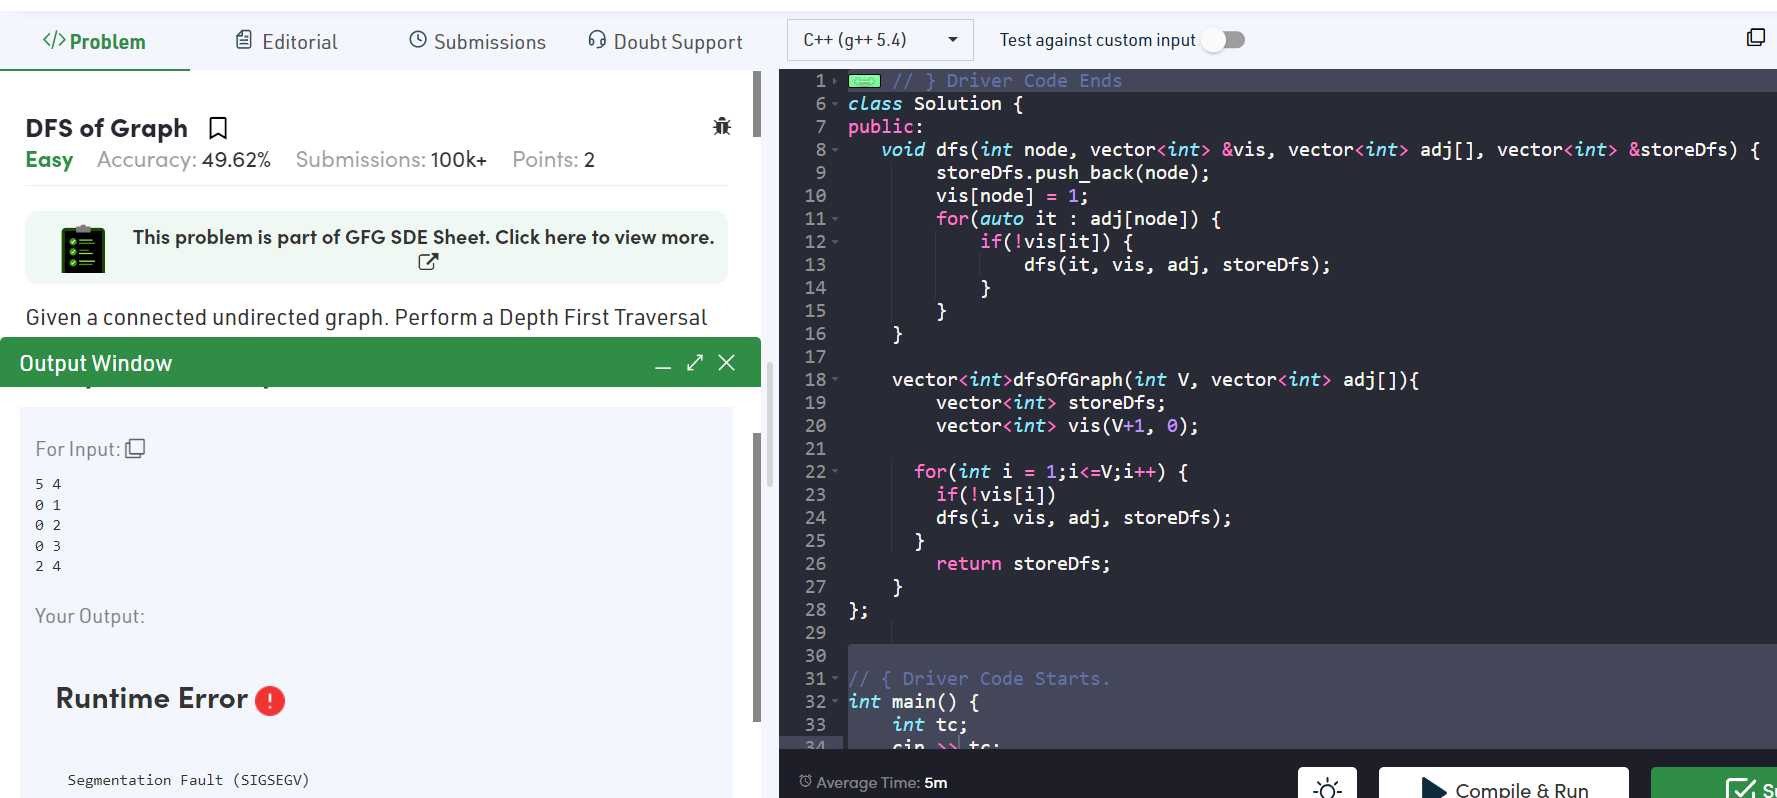 </> Problem
Editorial
Submissions
Doubt Support
DFS of Graph
Easy Accuracy: 49.62% Submissions: 100k+ Points: 2
This problem is part of GFG SDE Sheet. Click here to view more.
Given a connected undirected graph. Perform a Depth First Traversal
Output Window
For Input:
5 4
0 1
0 2
0 3
2 4
Your Output:
Runtime Error !
Segmentation Fault (SIGSEGV)
C++ (g++ 5.4)
Test against custom input
1 // } Driver Code Ends
6 class Solution {
7 public:
8 void dfs(int node, vector<int> &vis, vector<int> adj[], vector<int> &storeDfs) {
9 storeDfs.push_back(node);
10 vis[node] = 1;
11 for(auto it : adj[node]) {
12 if(!vis[it]) {
13 dfs(it, vis, adj, storeDfs);
14 }
15 }
16 }
17
18 vector<int>dfsOfGraph(int V, vector<int> adj[]){
19 vector<int> storeDfs;
20 vector<int> vis(V+1, 0);
21
22 for(int i = 1;i<=V;i++) {
23 if(!vis[i])
24 dfs(i, vis, adj, storeDfs);
25 }
26 return storeDfs;
27 }
28 };
29
30
31 // { Driver Code Starts.
32 int main() {
33 int tc;
34 cin >> tc;
Average Time: 5m
Compile & Run